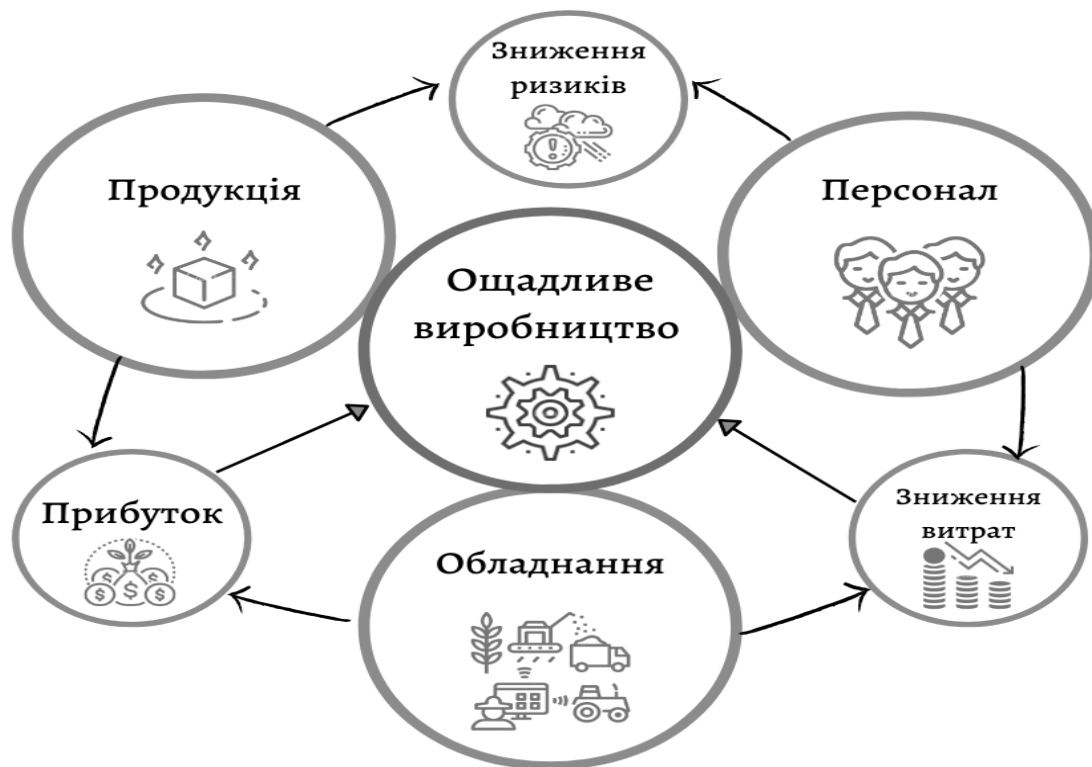 Зниження
ризиків
Продукція
Персонал
Ощадливе
виробництво
Прибуток
Зниження
витрат
Обладнання